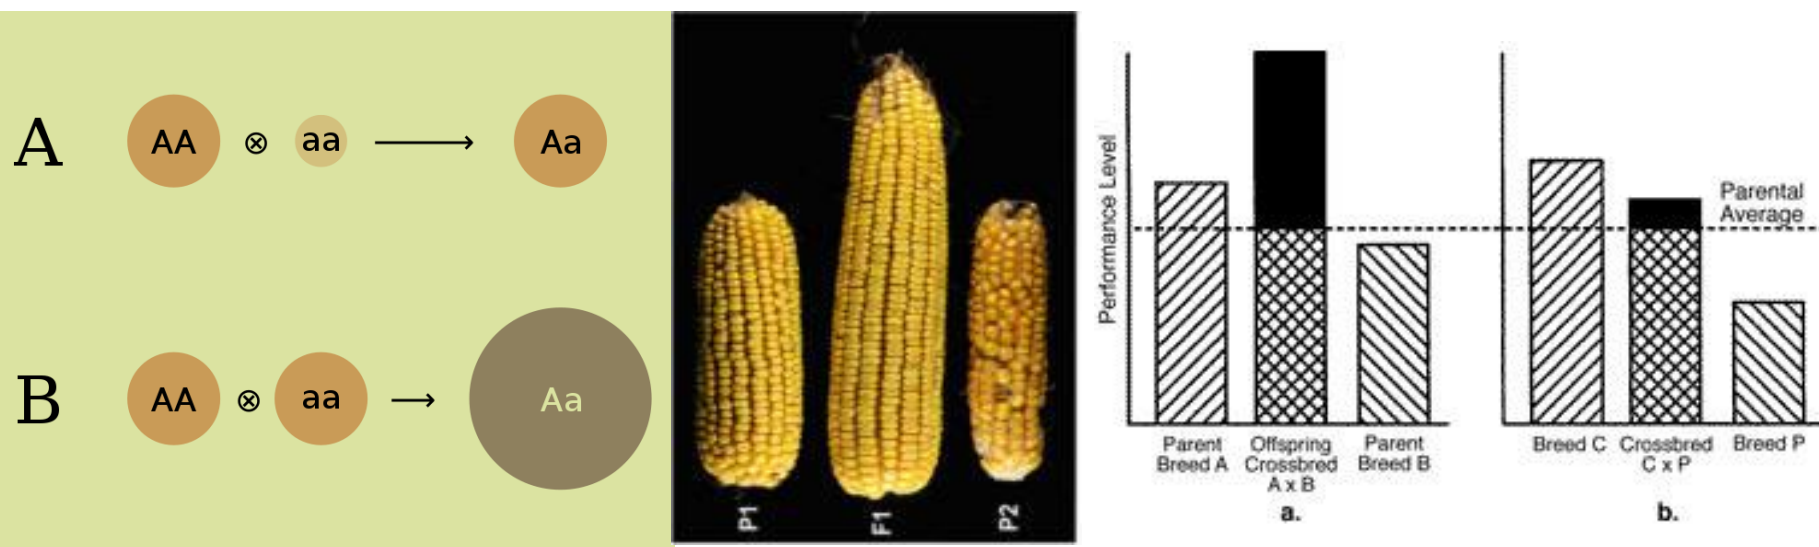 A
AA ⊗ aa ⟶ Aa
B
AA ⊗ aa → Aa
P1
F1
P2
Performance Level
Parental
Average
Parent
Breed A
Offspring
Crossbred
A x B
Parent
Breed B
a.
Breed C
Crossbred
C x P
Breed P
b.